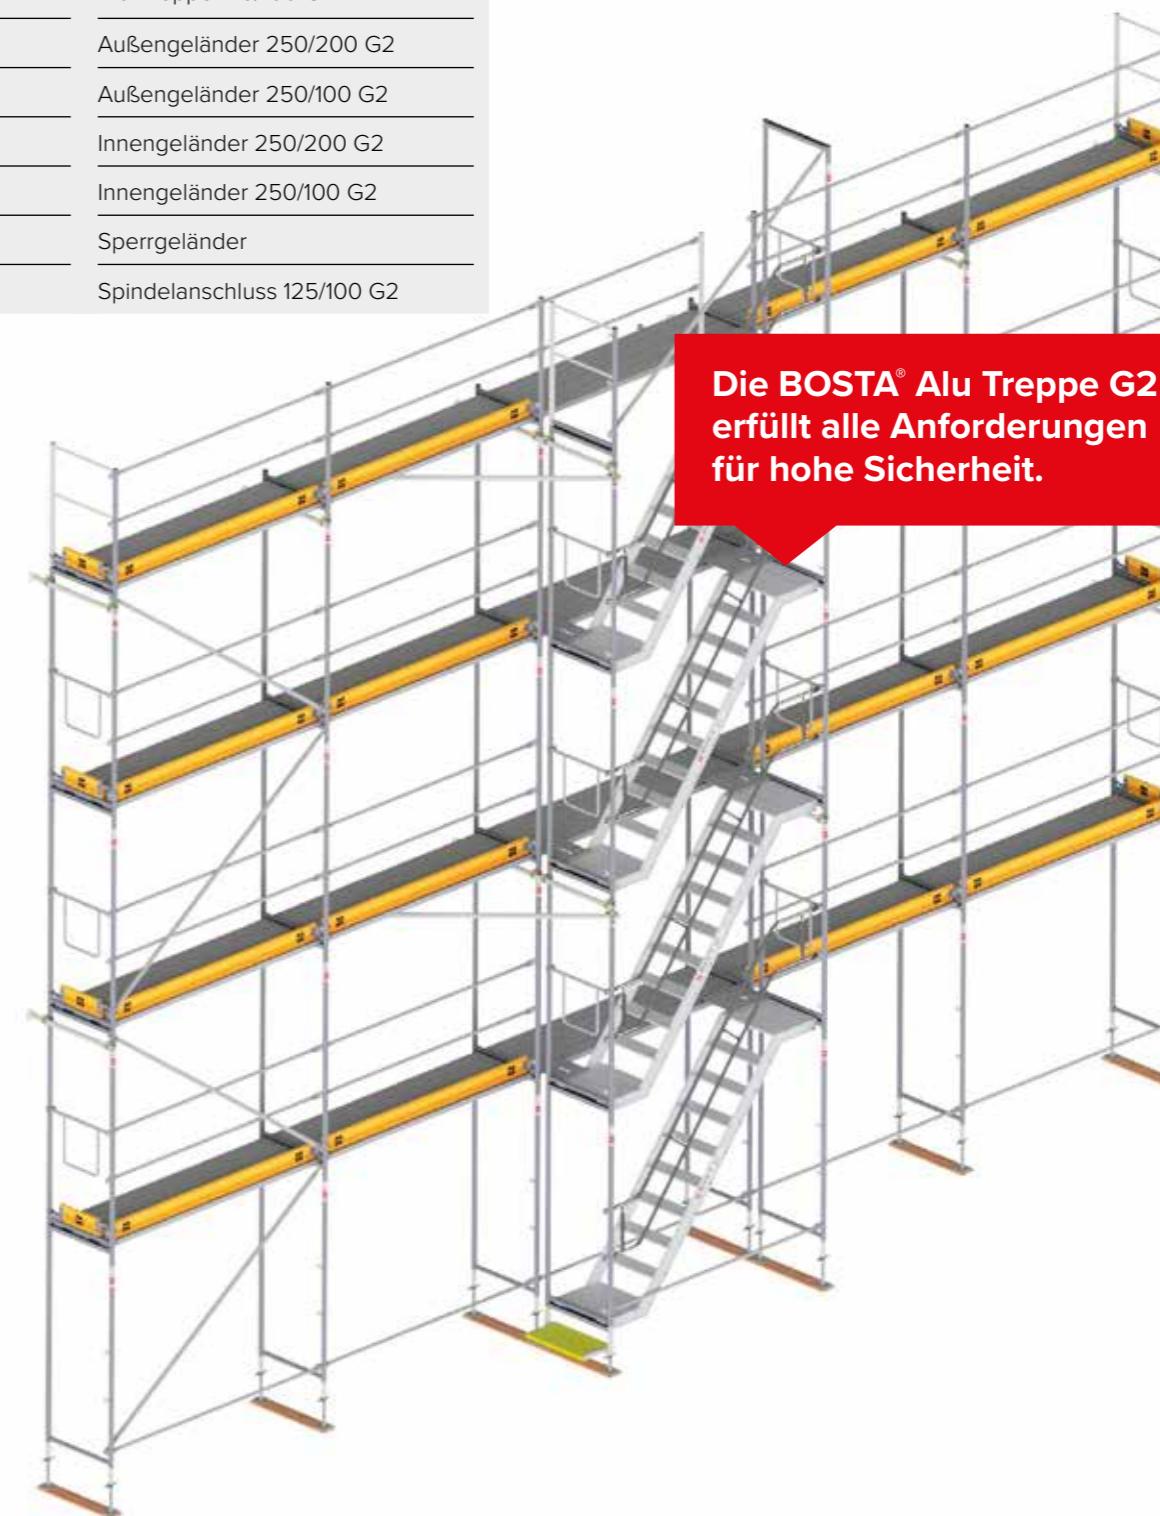 Außengeländer 250/200 G2
Außengeländer 250/100 G2
Innengeländer 250/200 G2
Innengeländer 250/100 G2
Sperrgeländer
Spindelanschluss 125/100 G2
Die BOSTA® Alu Treppe G2
erfüllt alle Anforderungen
für hohe Sicherheit.